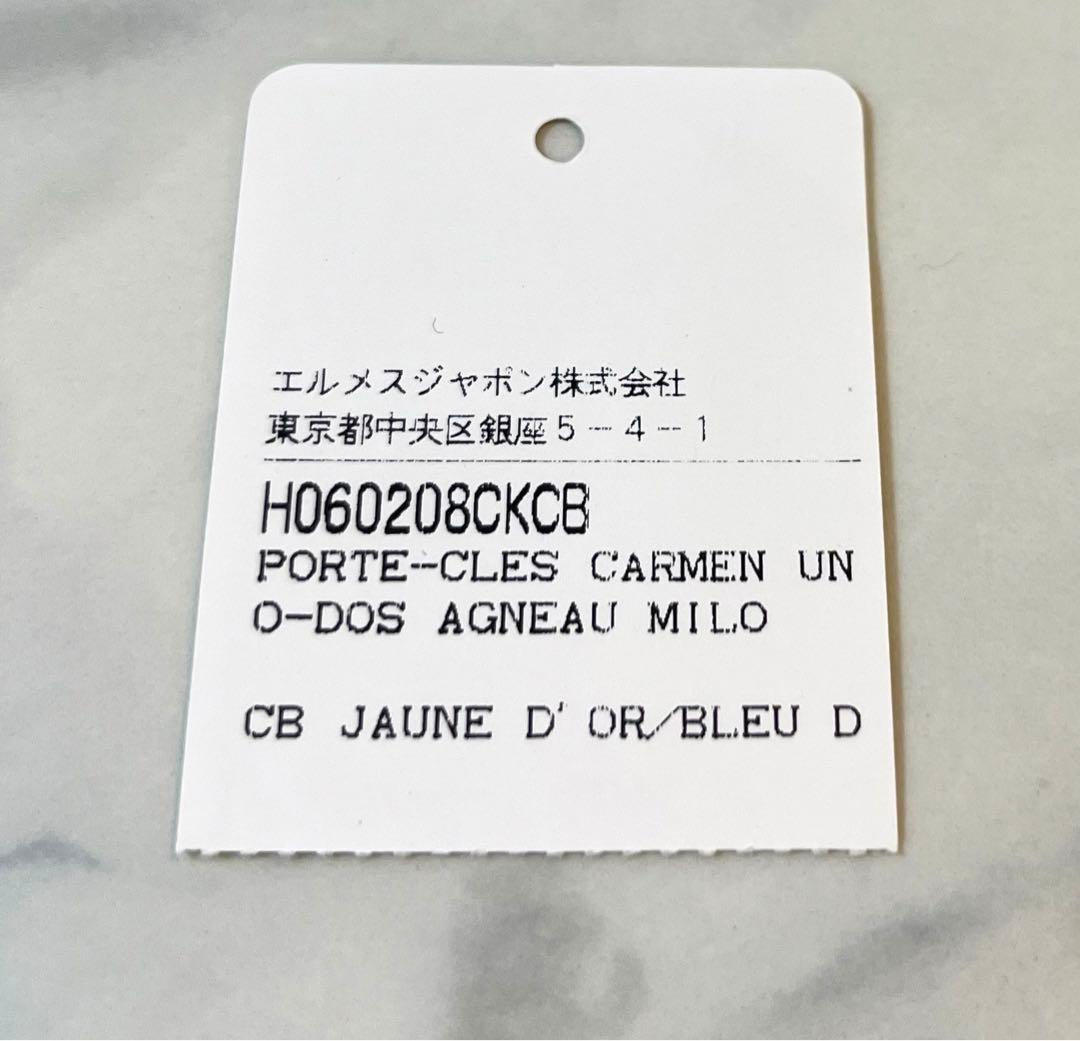 エルメスジャポン株式会社
東京都中央区銀座5-4-1
H060208CKCB
PORTE-CLES CARMEN UN
O-DOS AGNEAU MILO
CB JAUNE D'OR/BLEU D